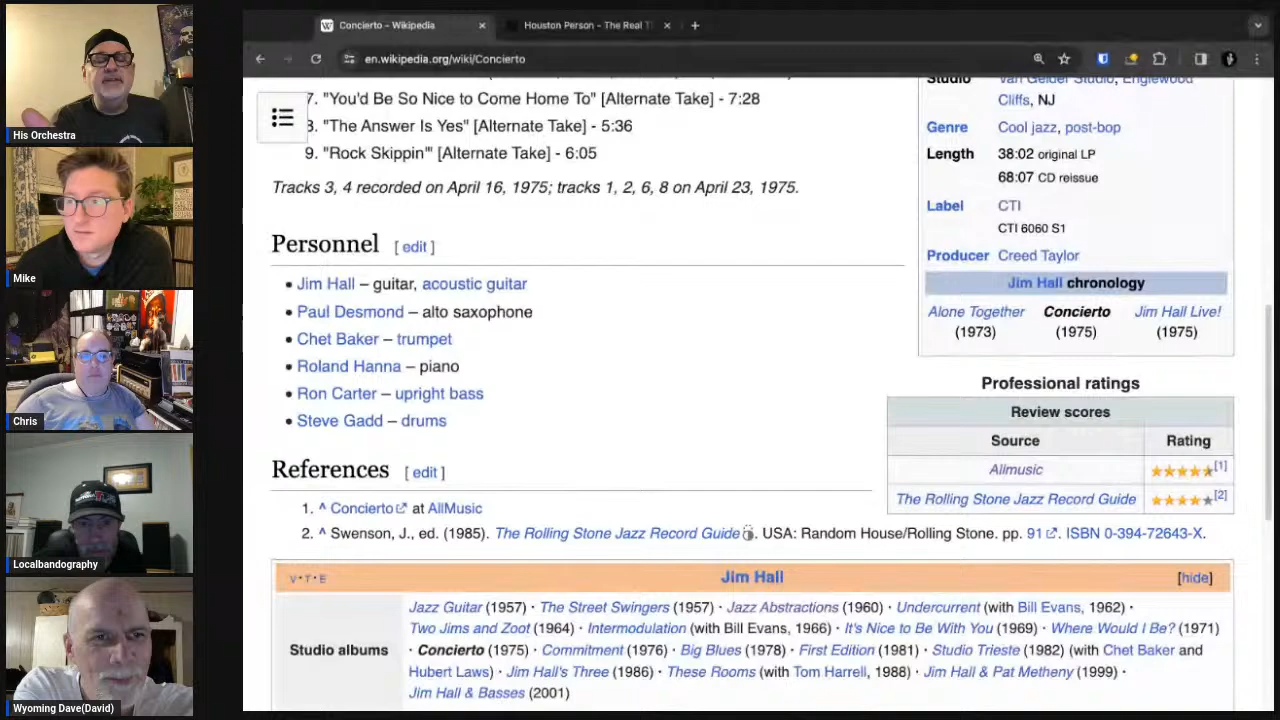 Concierto – Wikipedia
Houston Person - The Real T
en.wikipedia.org/wiki/Concierto
7. "You'd Be So Nice to Come Home To" [Alternate Take] - 7:28
8. "The Answer Is Yes" [Alternate Take] - 5:36
9. "Rock Skippin'" [Alternate Take] - 6:05
Tracks 3, 4 recorded on April 16, 1975; tracks 1, 2, 6, 8 on April 23, 1975.
Personnel [ edit ]
• Jim Hall – guitar, acoustic guitar
• Paul Desmond – alto saxophone
• Chet Baker – trumpet
• Roland Hanna – piano
• Ron Carter – upright bass
• Steve Gadd – drums
References [ edit ]
1. ^ Concierto at AllMusic
2. ^ Swenson, J., ed. (1985). The Rolling Stone Jazz Record Guide. USA: Random House/Rolling Stone. pp. 91. ISBN 0-394-72643-X.
Studio Van Gelder Studio, Englewood
Cliffs, NJ
Genre Cool jazz, post-bop
Length 38:02 original LP
68:07 CD reissue
Label CTI
CTI 6060 S1
Producer Creed Taylor
Jim Hall chronology
Alone Together Concierto Jim Hall Live!
(1973) (1975) (1975)
Professional ratings
Review scores
Source Rating
Allmusic [1]
The Rolling Stone Jazz Record Guide [2]
V•T•E Jim Hall [hide]
Studio albums
Jazz Guitar (1957) · The Street Swingers (1957) · Jazz Abstractions (1960) · Undercurrent (with Bill Evans, 1962) ·
Two Jims and Zoot (1964) · Intermodulation (with Bill Evans, 1966) · It's Nice to Be With You (1969) · Where Would I Be? (1971)
· Concierto (1975) · Commitment (1976) · Big Blues (1978) · First Edition (1981) · Studio Trieste (1982) (with Chet Baker and
Hubert Laws) · Jim Hall's Three (1986) · These Rooms (with Tom Harrell, 1988) · Jim Hall & Pat Metheny (1999) ·
Jim Hall & Basses (2001)
His Orchestra
Mike
Chris
Localbandography
Wyoming Dave(David)